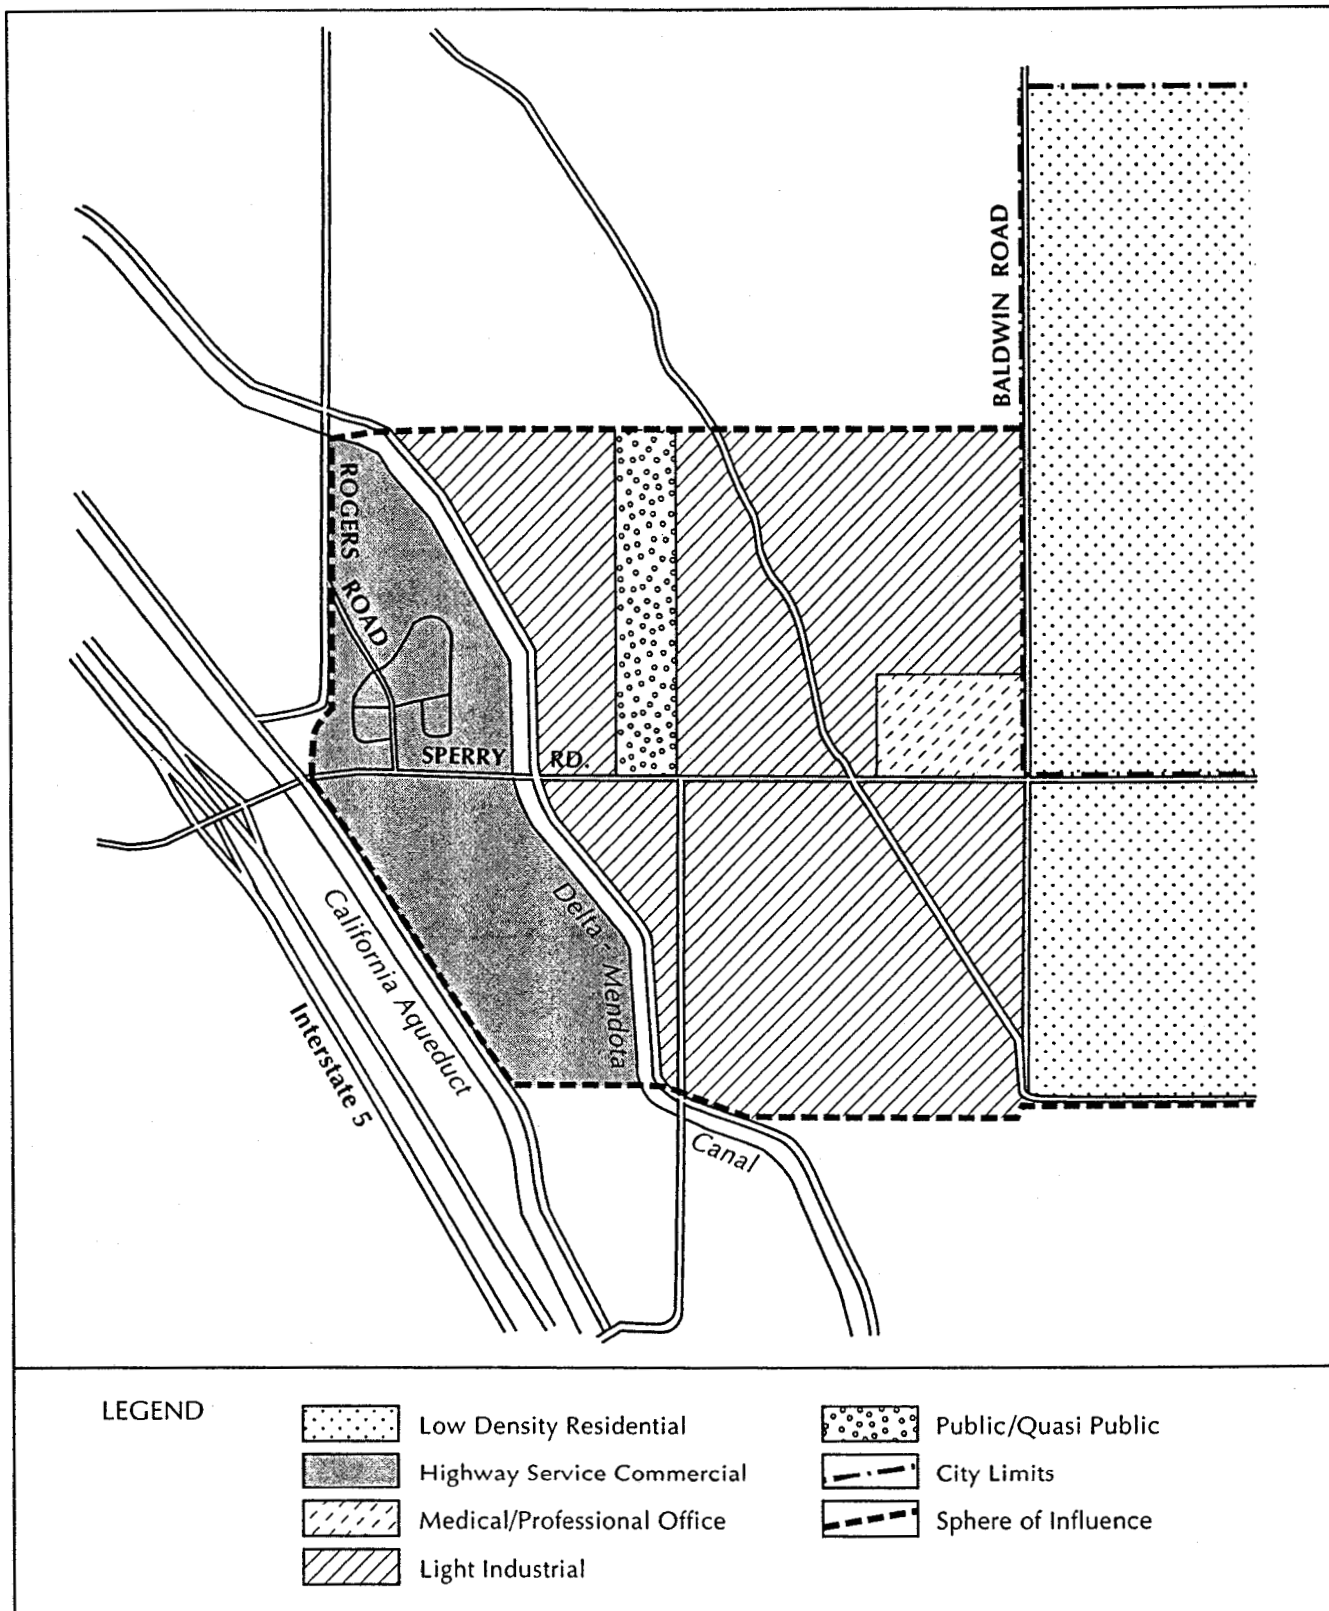 BALDWIN ROAD
ROGERS
ROAD
SPERRY RD.
Delta - Mendota
California Aqueduct
Interstate 5
Canal
LEGEND
Low Density Residential
Highway Service Commercial
Medical/Professional Office
Light Industrial
Public/Quasi Public
City Limits
Sphere of Influence